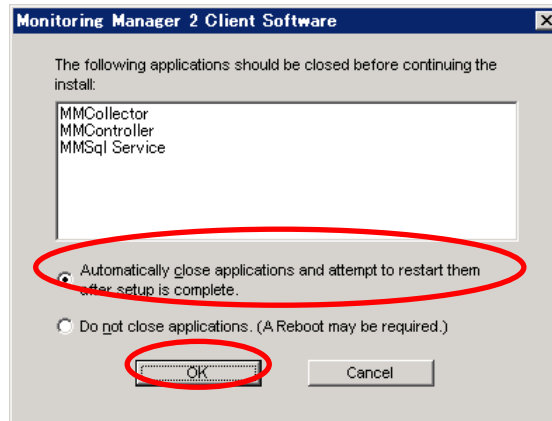 Monitoring Manager 2 Client Software
The following applications should be closed before continuing the
install:
MMCollector
MMController
MMSql Service
Automatically close applications and attempt to restart them
after setup is complete.
Do not close applications. (A Reboot may be required.)
OK
Cancel